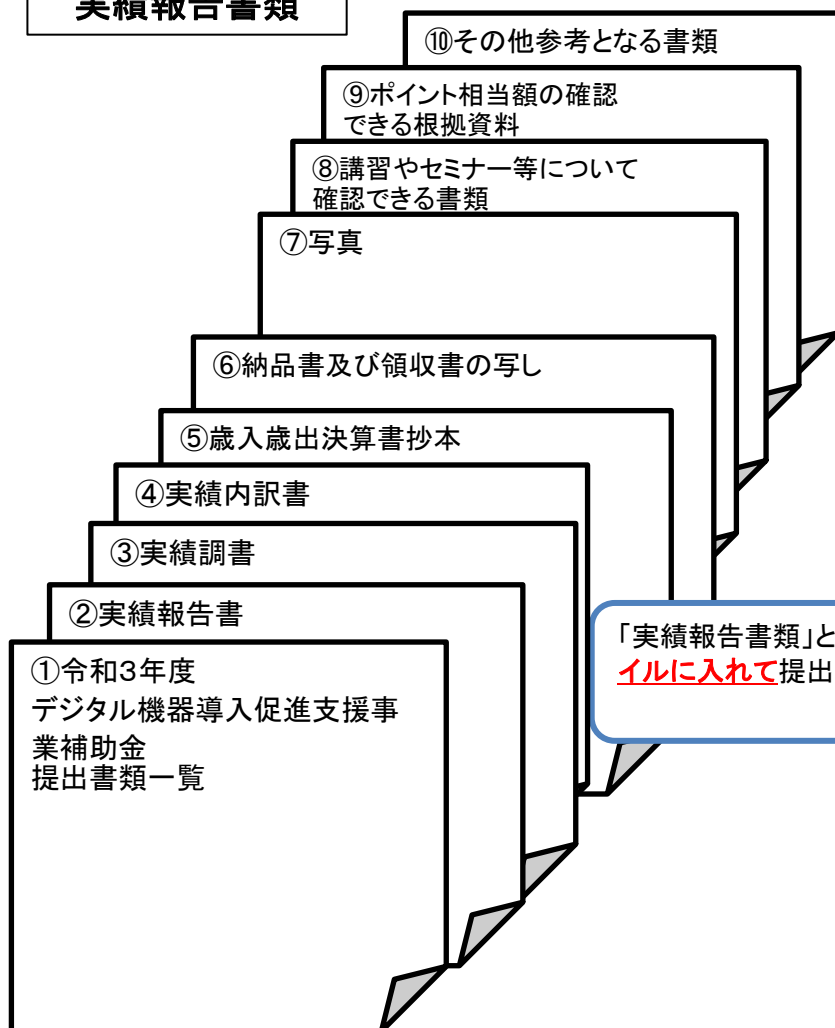 実績報告書類
⑩その他参考となる書類
⑨ポイント相当額の確認
できる根拠資料
⑧講習やセミナー等について
確認できる書類
⑦写真
⑥納品書及び領収書の写し
⑤歳入歳出決算書抄本
④実績内訳書
③実績調書
②実績報告書
①令和3年度
デジタル機器導入促進支援事
業補助金
提出書類一覧
「実績報告書類」と
イルに入れて提出